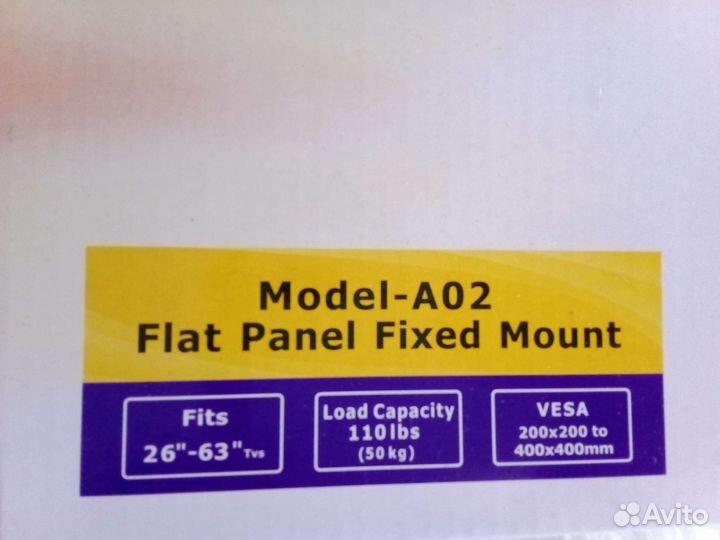 Model-A02
Flat Panel Fixed Mount
Fits
26"-63" Tvs
Load Capacity
110lbs
(50kg)
VESA
200x200 to
400x400mm
Avito